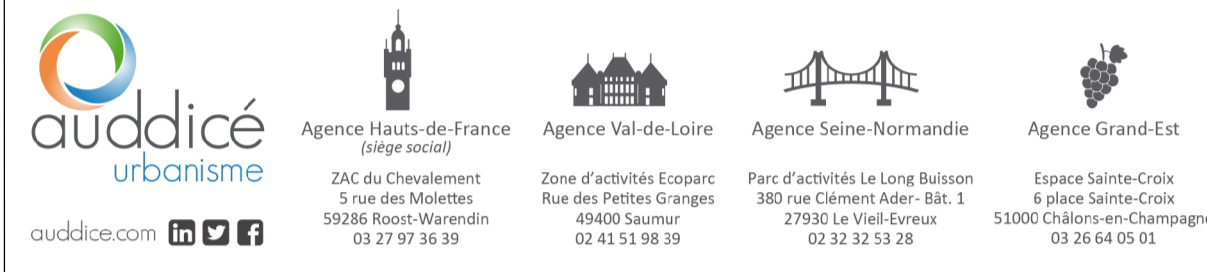 auddicé
urbanisme
auddice.com
Agence Hauts-de-France
(siège social)
ZAC du Chevalement
5 rue des Molettes
59286 Roost-Warendin
03 27 97 36 39
Agence Val-de-Loire
Zone d'activités Ecoparc
Rue des Petites Granges
49400 Saumur
02 41 51 98 39
Agence Seine-Normandie
Parc d'activités Le Long Buisson
380 rue Clément Ader- Bât. 1
27930 Le Vieil-Evreux
02 32 32 53 28
Agence Grand-Est
Espace Sainte-Croix
6 place Sainte-Croix
51000 Châlons-en-Champagne
03 26 64 05 01